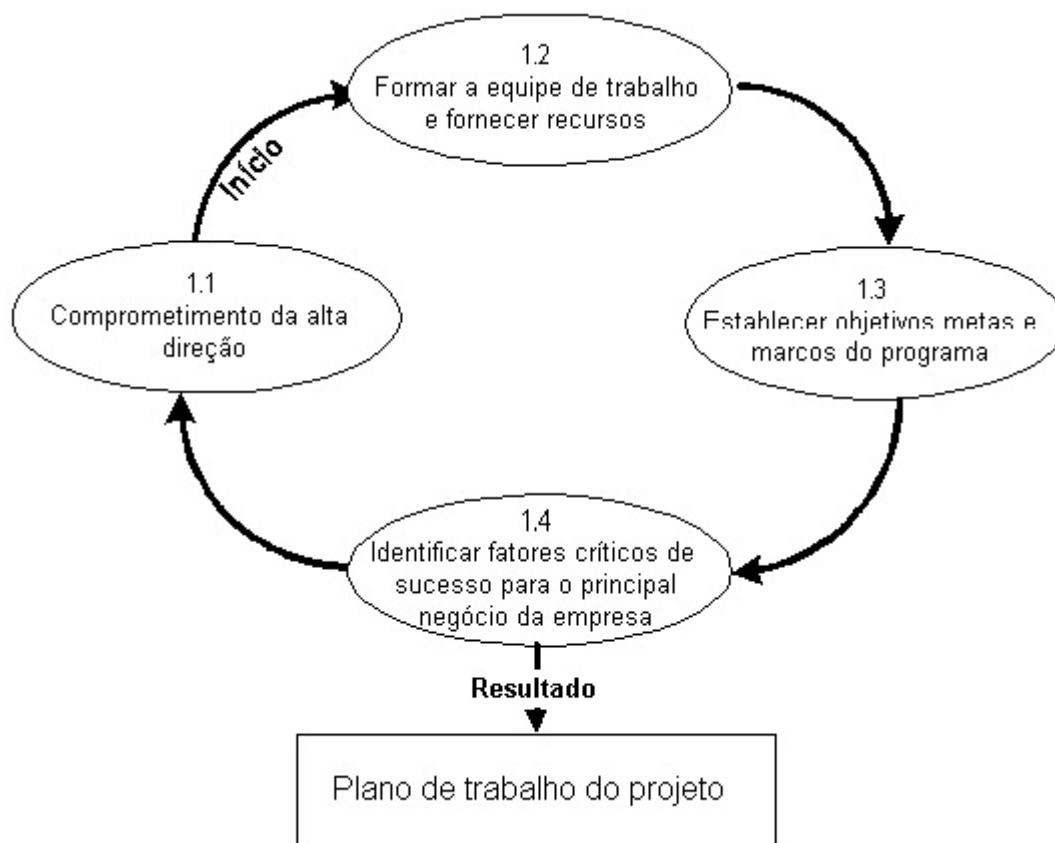 1.2
Formar a equipe de trabalho
e fornecer recursos
Início
1.1
Comprometimento da alta
direção
1.3
Establecer objetivos metas e
marcos do programa
1.4
Identificar fatores críticos de
sucesso para o principal
negócio da empresa
Resultado
Plano de trabalho do projeto